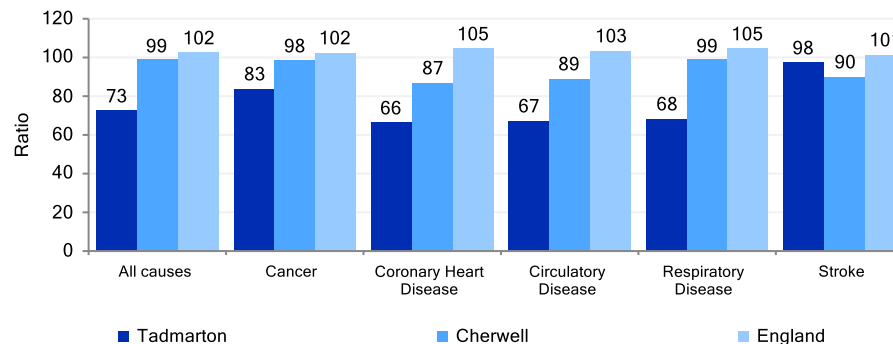 120
100
80
60
40
20
0
Ratio
73 99 102
83 98 102
66 87 105
67 89 103
68 99 105
98 90
All causes
Cancer
Coronary Heart
Disease
Circulatory
Disease
Respiratory
Disease
Stroke
Tadmarton
Cherwell
England